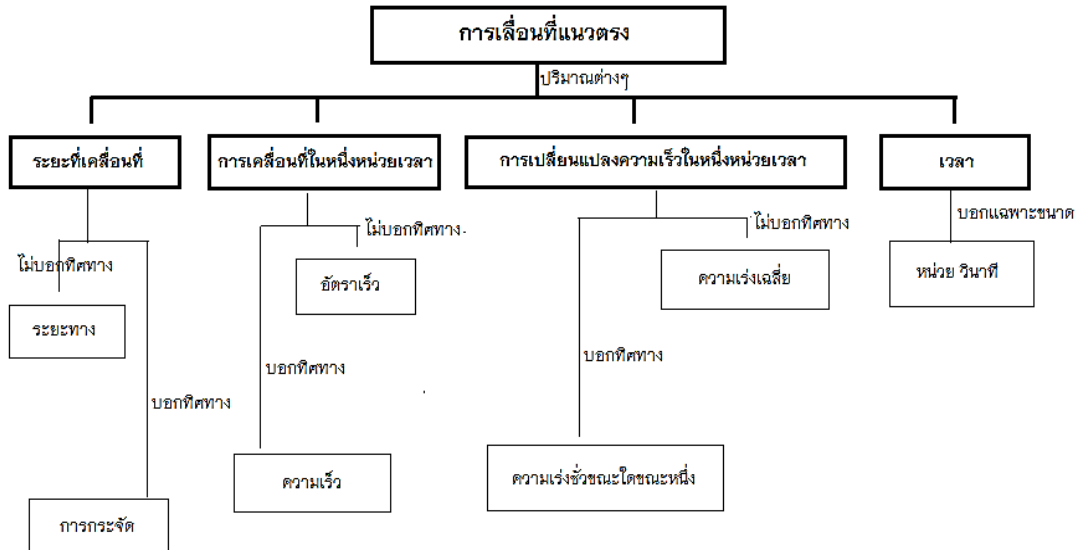 การเลื่อนที่แนวตรง
ปริมาณต่างๆ
ระยะที่เคลื่อนที่
การเคลื่อนที่ในหนึ่งหน่วยเวลา
การเปลี่ยนแปลงความเร็วในหนึ่งหน่วยเวลา
เวลา
บอกเฉพาะขนาด
ไม่บอกทิศทาง
ไม่บอกทิศทาง
ไม่บอกทิศทาง
อัตราเร็ว
ความเร่งเฉลี่ย
หน่วย วินาที
ระยะทาง
บอกทิศทาง
บอกทิศทาง
บอกทิศทาง
ความเร็ว
ความเร่งชั่วขณะใดขณะหนึ่ง
การกระจัด